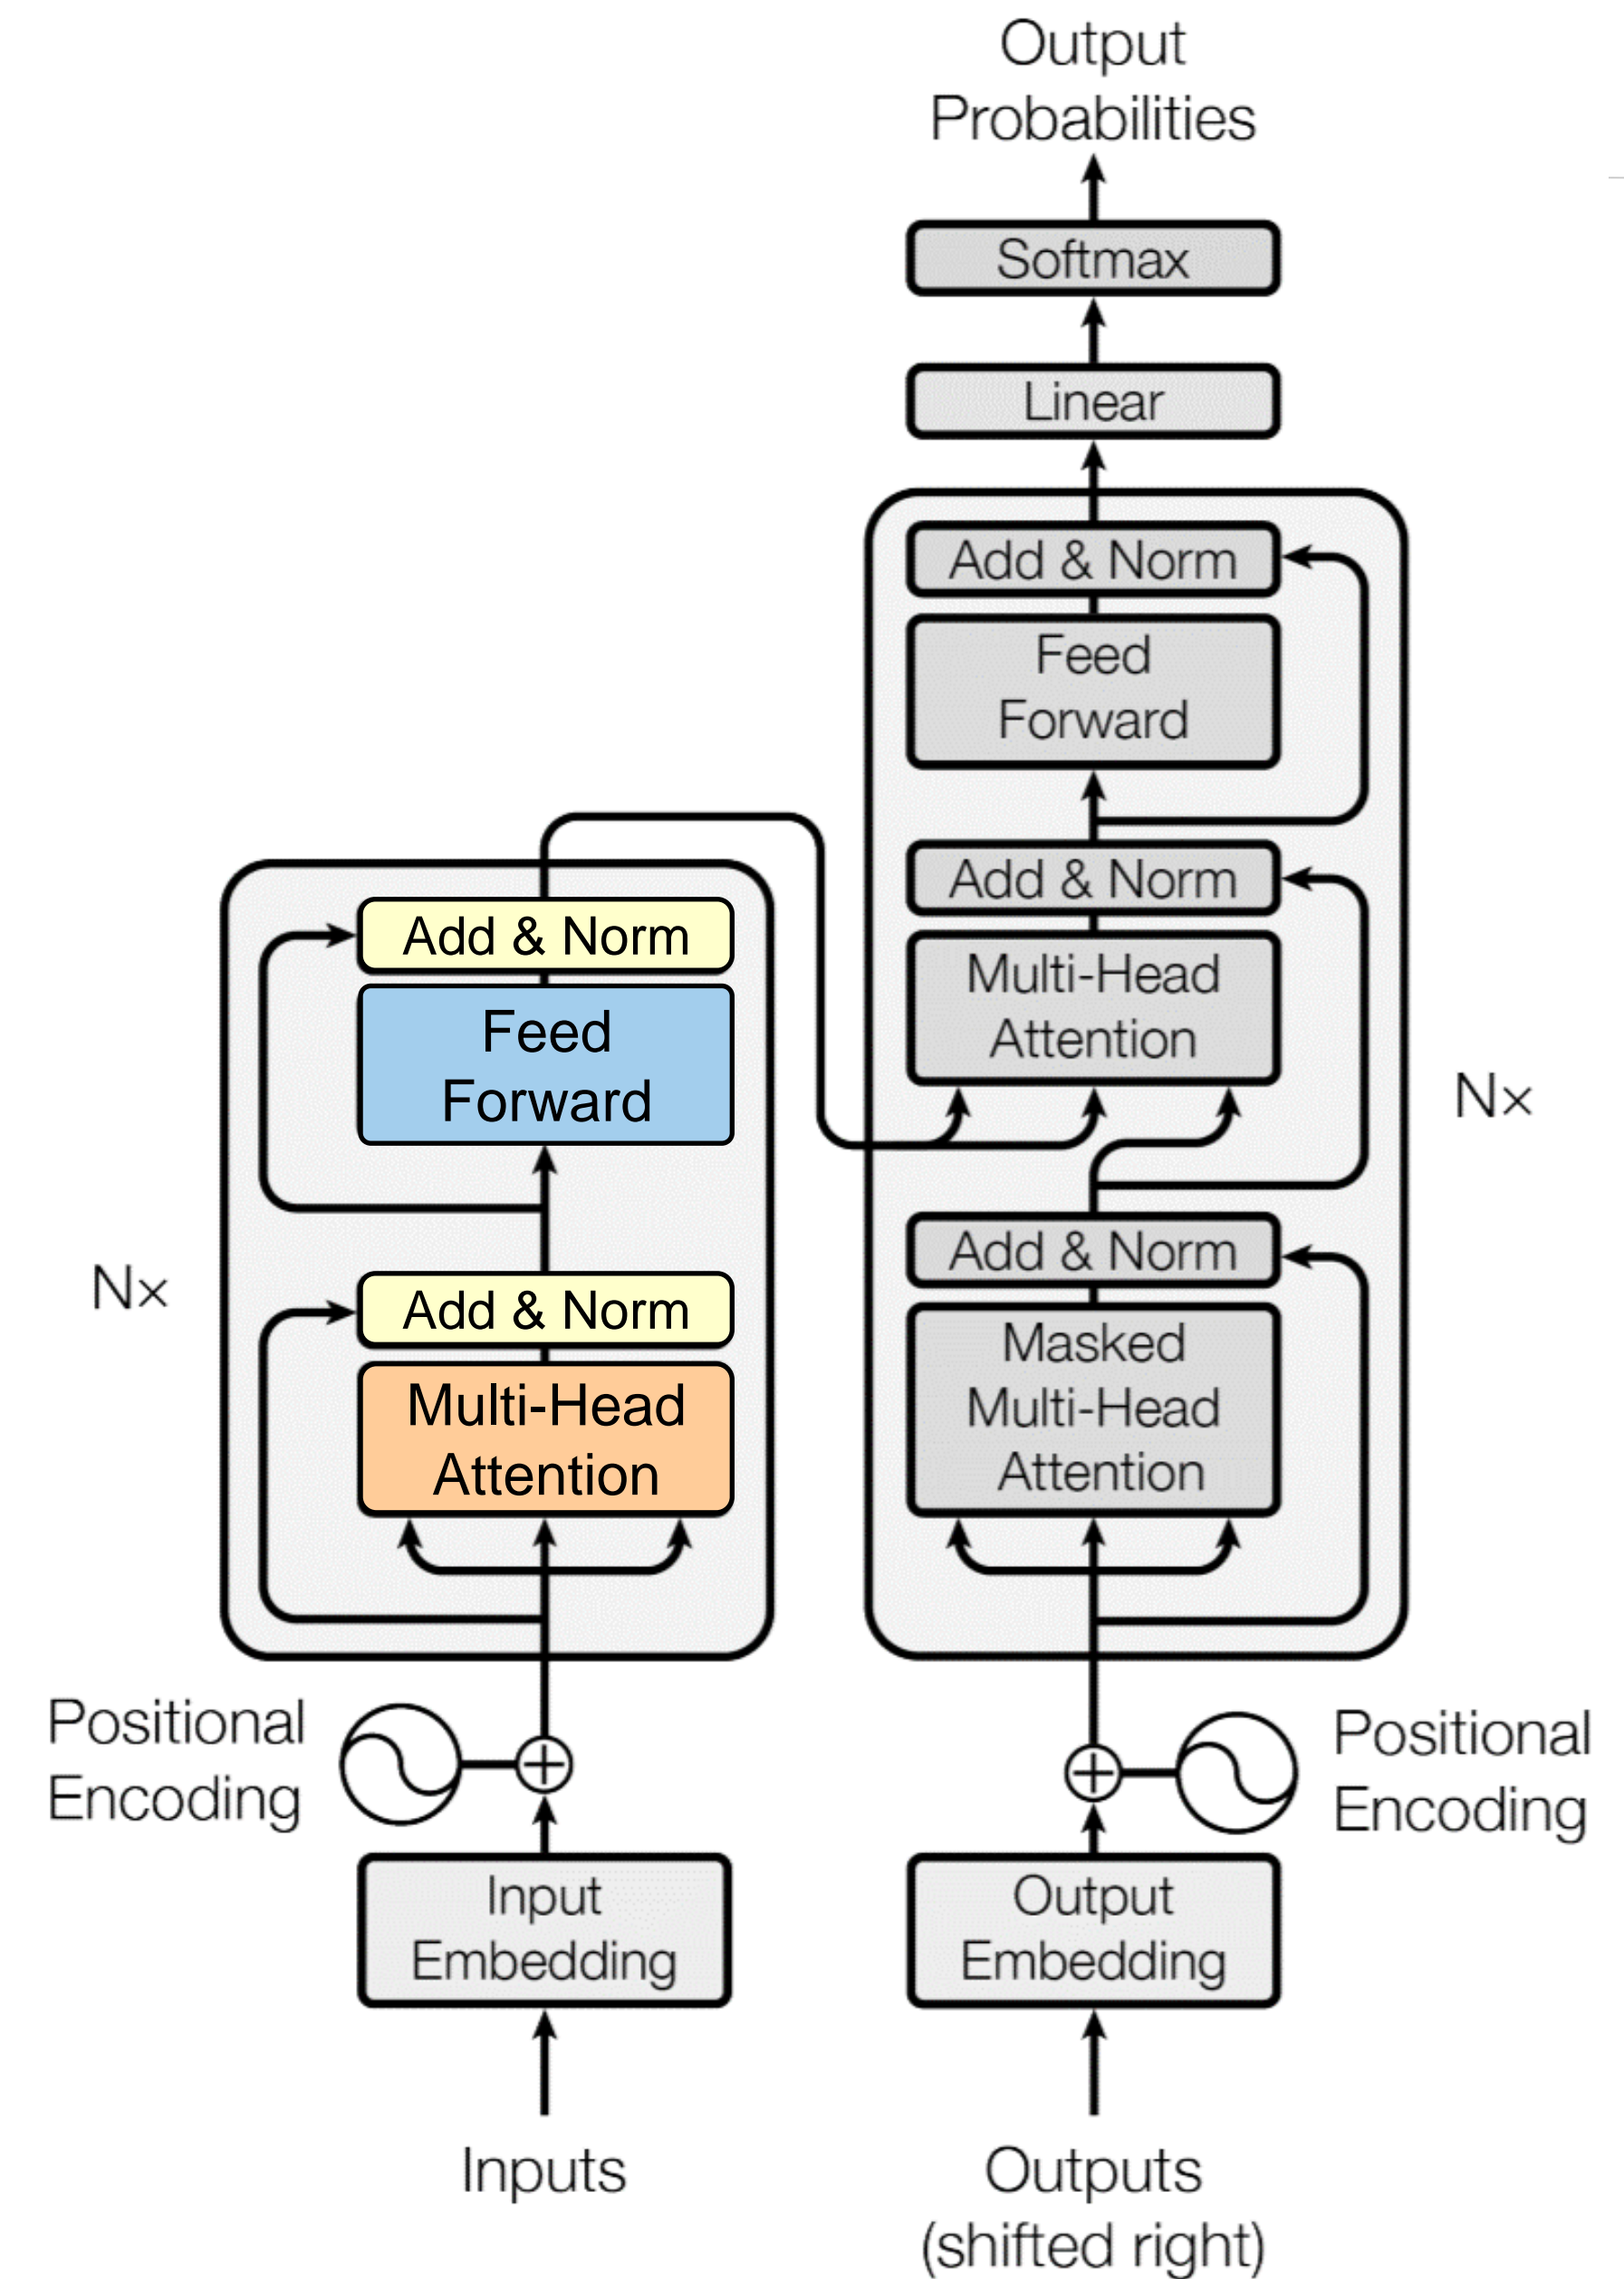 Output
Probabilities
Softmax
Linear
Add & Norm
Feed
Forward
Add & Norm
Multi-Head
Attention
Nx
Add & Norm
Masked
Multi-Head
Attention
Add & Norm
Feed
Forward
Nx
Add & Norm
Multi-Head
Attention
Positional
Encoding
Positional
Encoding
Input
Embedding
Output
Embedding
Inputs
Outputs
(shifted right)